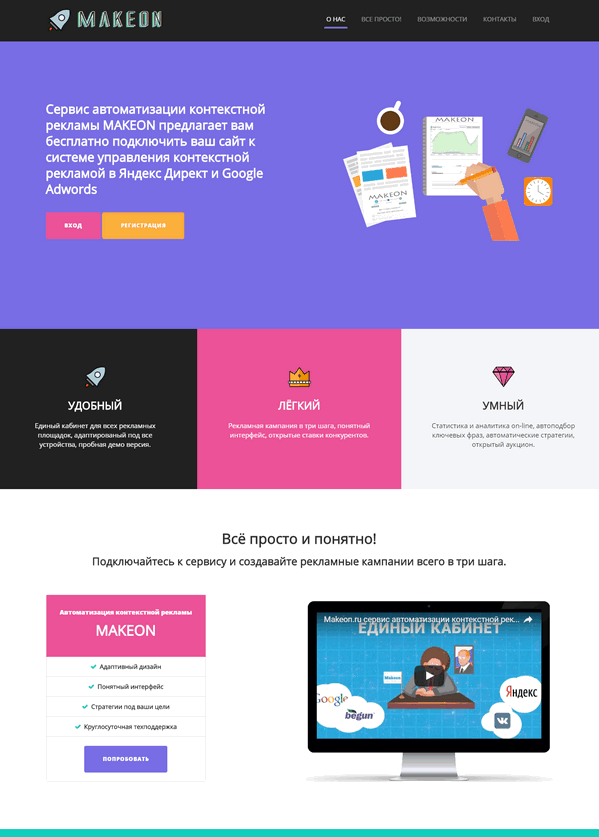 MAKEON
О НАС
ВСЕ ПРОСТО!
ВОЗМОЖНОСТИ
КОНТАКТЫ
ВХОД
Сервис автоматизации контекстной
рекламы MAKEON предлагает вам
бесплатно подключить ваш сайт к
системе управления контекстной
рекламой в Яндекс Директ и Google
Adwords
ВХОД
РЕГИСТРАЦИЯ
MAKEON
MAKEON
УДОБНЫЙ
Единый кабинет для всех рекламных
площадок, адаптированый под все
устройства, пробная демо версия.
ЛЁГКИЙ
Рекламная кампания в три шага, понятный
интерфейс, открытые ставки конкурентов.
УМНЫЙ
Статистика и аналитика on-line, автоподбор
ключевых фраз, автоматические стратегии,
открытый аукцион.
Всё просто и понятно!
Подключайтесь к сервису и создавайте рекламные кампании всего в три шага.
Автоматизация контекстной рекламы
MAKEON
Адаптивный дизайн
Понятный интерфейс
Стратегии под ваши цели
Круглосуточная техподдержка
ПОПРОБОВАТЬ
Makeon.ru сервис автоматизации контекстной рек...
ЕДИНЫЙ КАБИНЕТ
Makeon
Google
begun
Яндекс